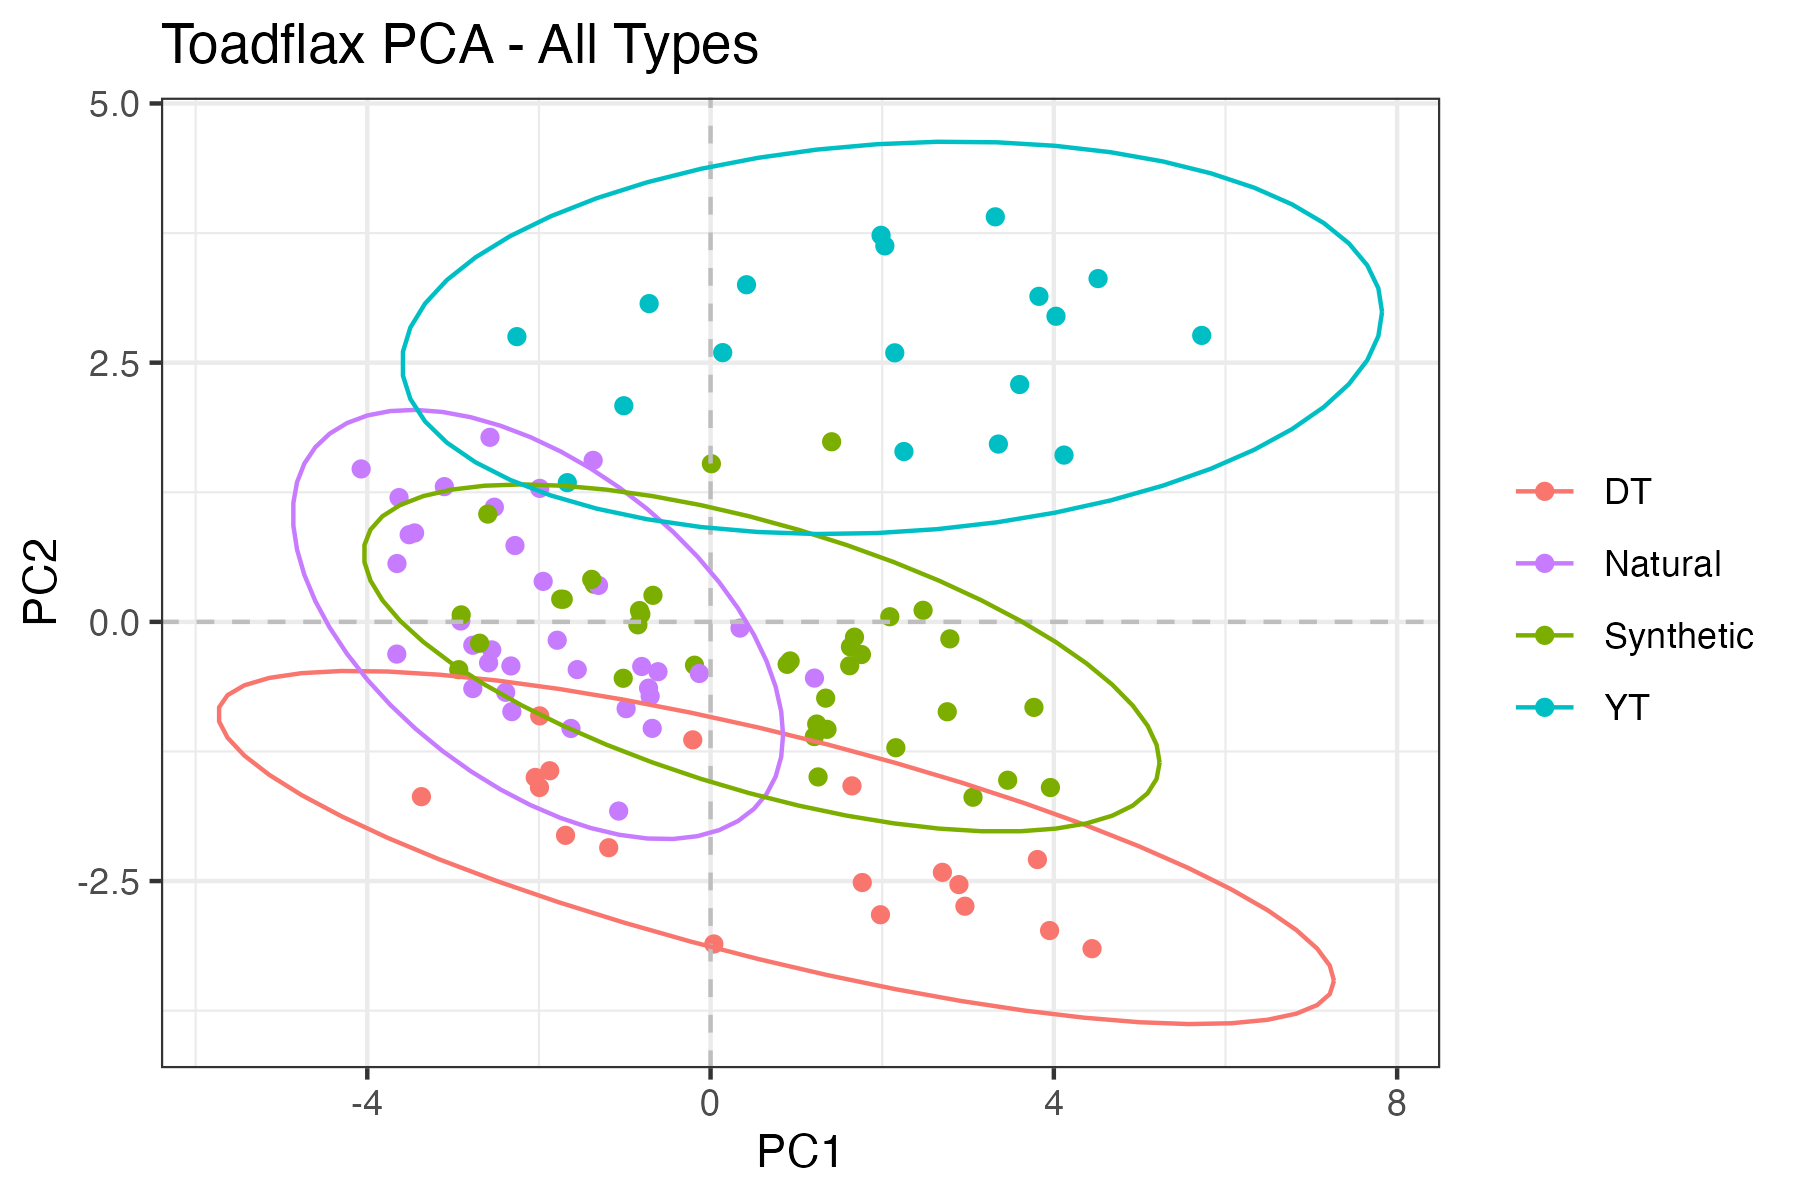 Toadflax PCA - All Types
5.0
2.5
0.0
-2.5
PC2
-4 0 4 8
PC1
DT
Natural
Synthetic
YT